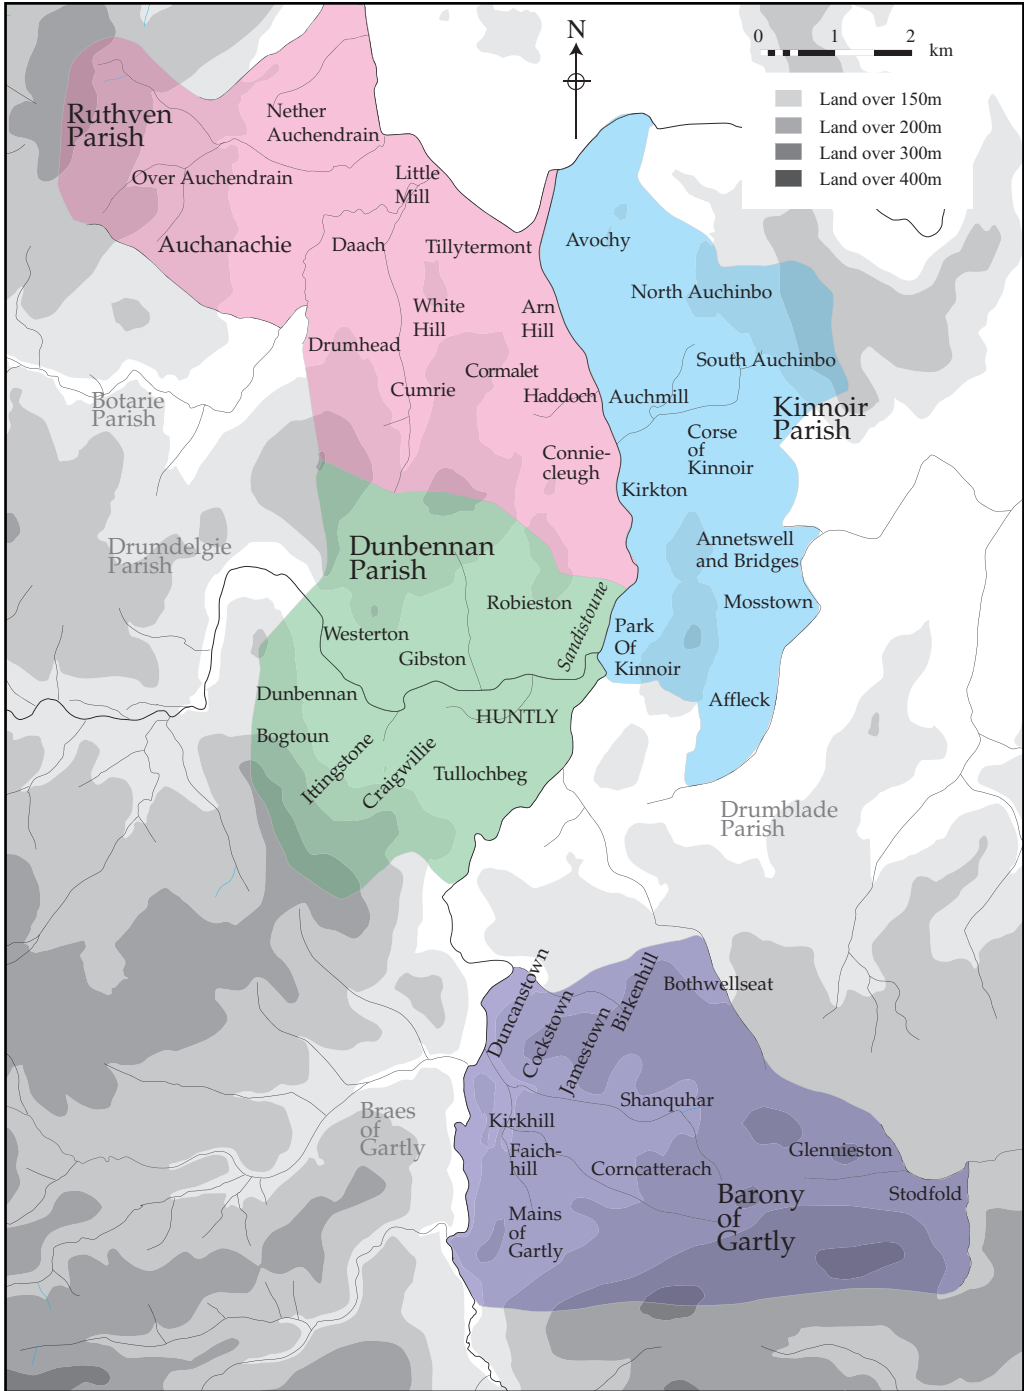 N
0 1 2
km
Land over 150m
Land over 200m
Land over 300m
Land over 400m
Ruthven
Parish
Nether
Auchendrain
Over Auchendrain
Little
Mill
Auchanachie
Daach
Tillytermont
Avochy
White
Hill
Arn
Hill
North Auchinbo
Drumhead
Cormalet
South Auchinbo
Cumrie
Haddoch
Auchmill
Kinnoir
Parish
Botarie
Parish
Corse
of
Kinnoir
Connie-
cleugh
Kirkton
Drumdelgie
Parish
Dunbennan
Parish
Annetswell
and Bridges
Robieston
Sandistoune
Mosstown
Westerton
Gibston
Park
Of
Kinnoir
Dunbennan
Affleck
HUNTLY
Bogtoun
Ittingstone
Craigwillie
Tullochbeg
Drumblade
Parish
Duncanstown
Cockstown
Jamestown
Birkenhill
Bothwellseat
Braes
of
Gartly
Shanquhar
Kirkhill
Faich-
hill
Corncatterach
Glennieston
Stodfold
Barony
of
Gartly
Mains
of
Gartly